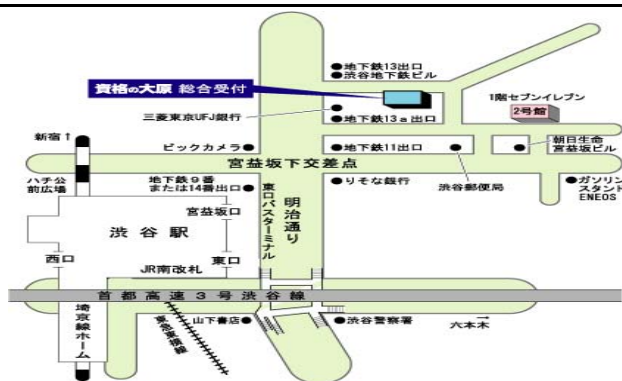 地下鉄13出口
渋谷地下鉄ビル
資格の大原 総合受付
1階セブンイレブン
2号館
三菱東京UFJ銀行
地下鉄13a出口
新宿↑
ビックカメラ
地下鉄11出口
朝日生命
宮益坂ビル
宮益坂下交差点
ハチ公
前広場
地下鉄9番
または14番出口
りそな銀行
渋谷郵便局
ガソリン
スタンド
ENEOS
宮益坂口
東口バスターミナル
明治通り
渋谷駅
西口
東口
JR南改札
首都高速3号渋谷線
埼京線ホーム
東急東横線
山下書店
渋谷警察署
六本木→